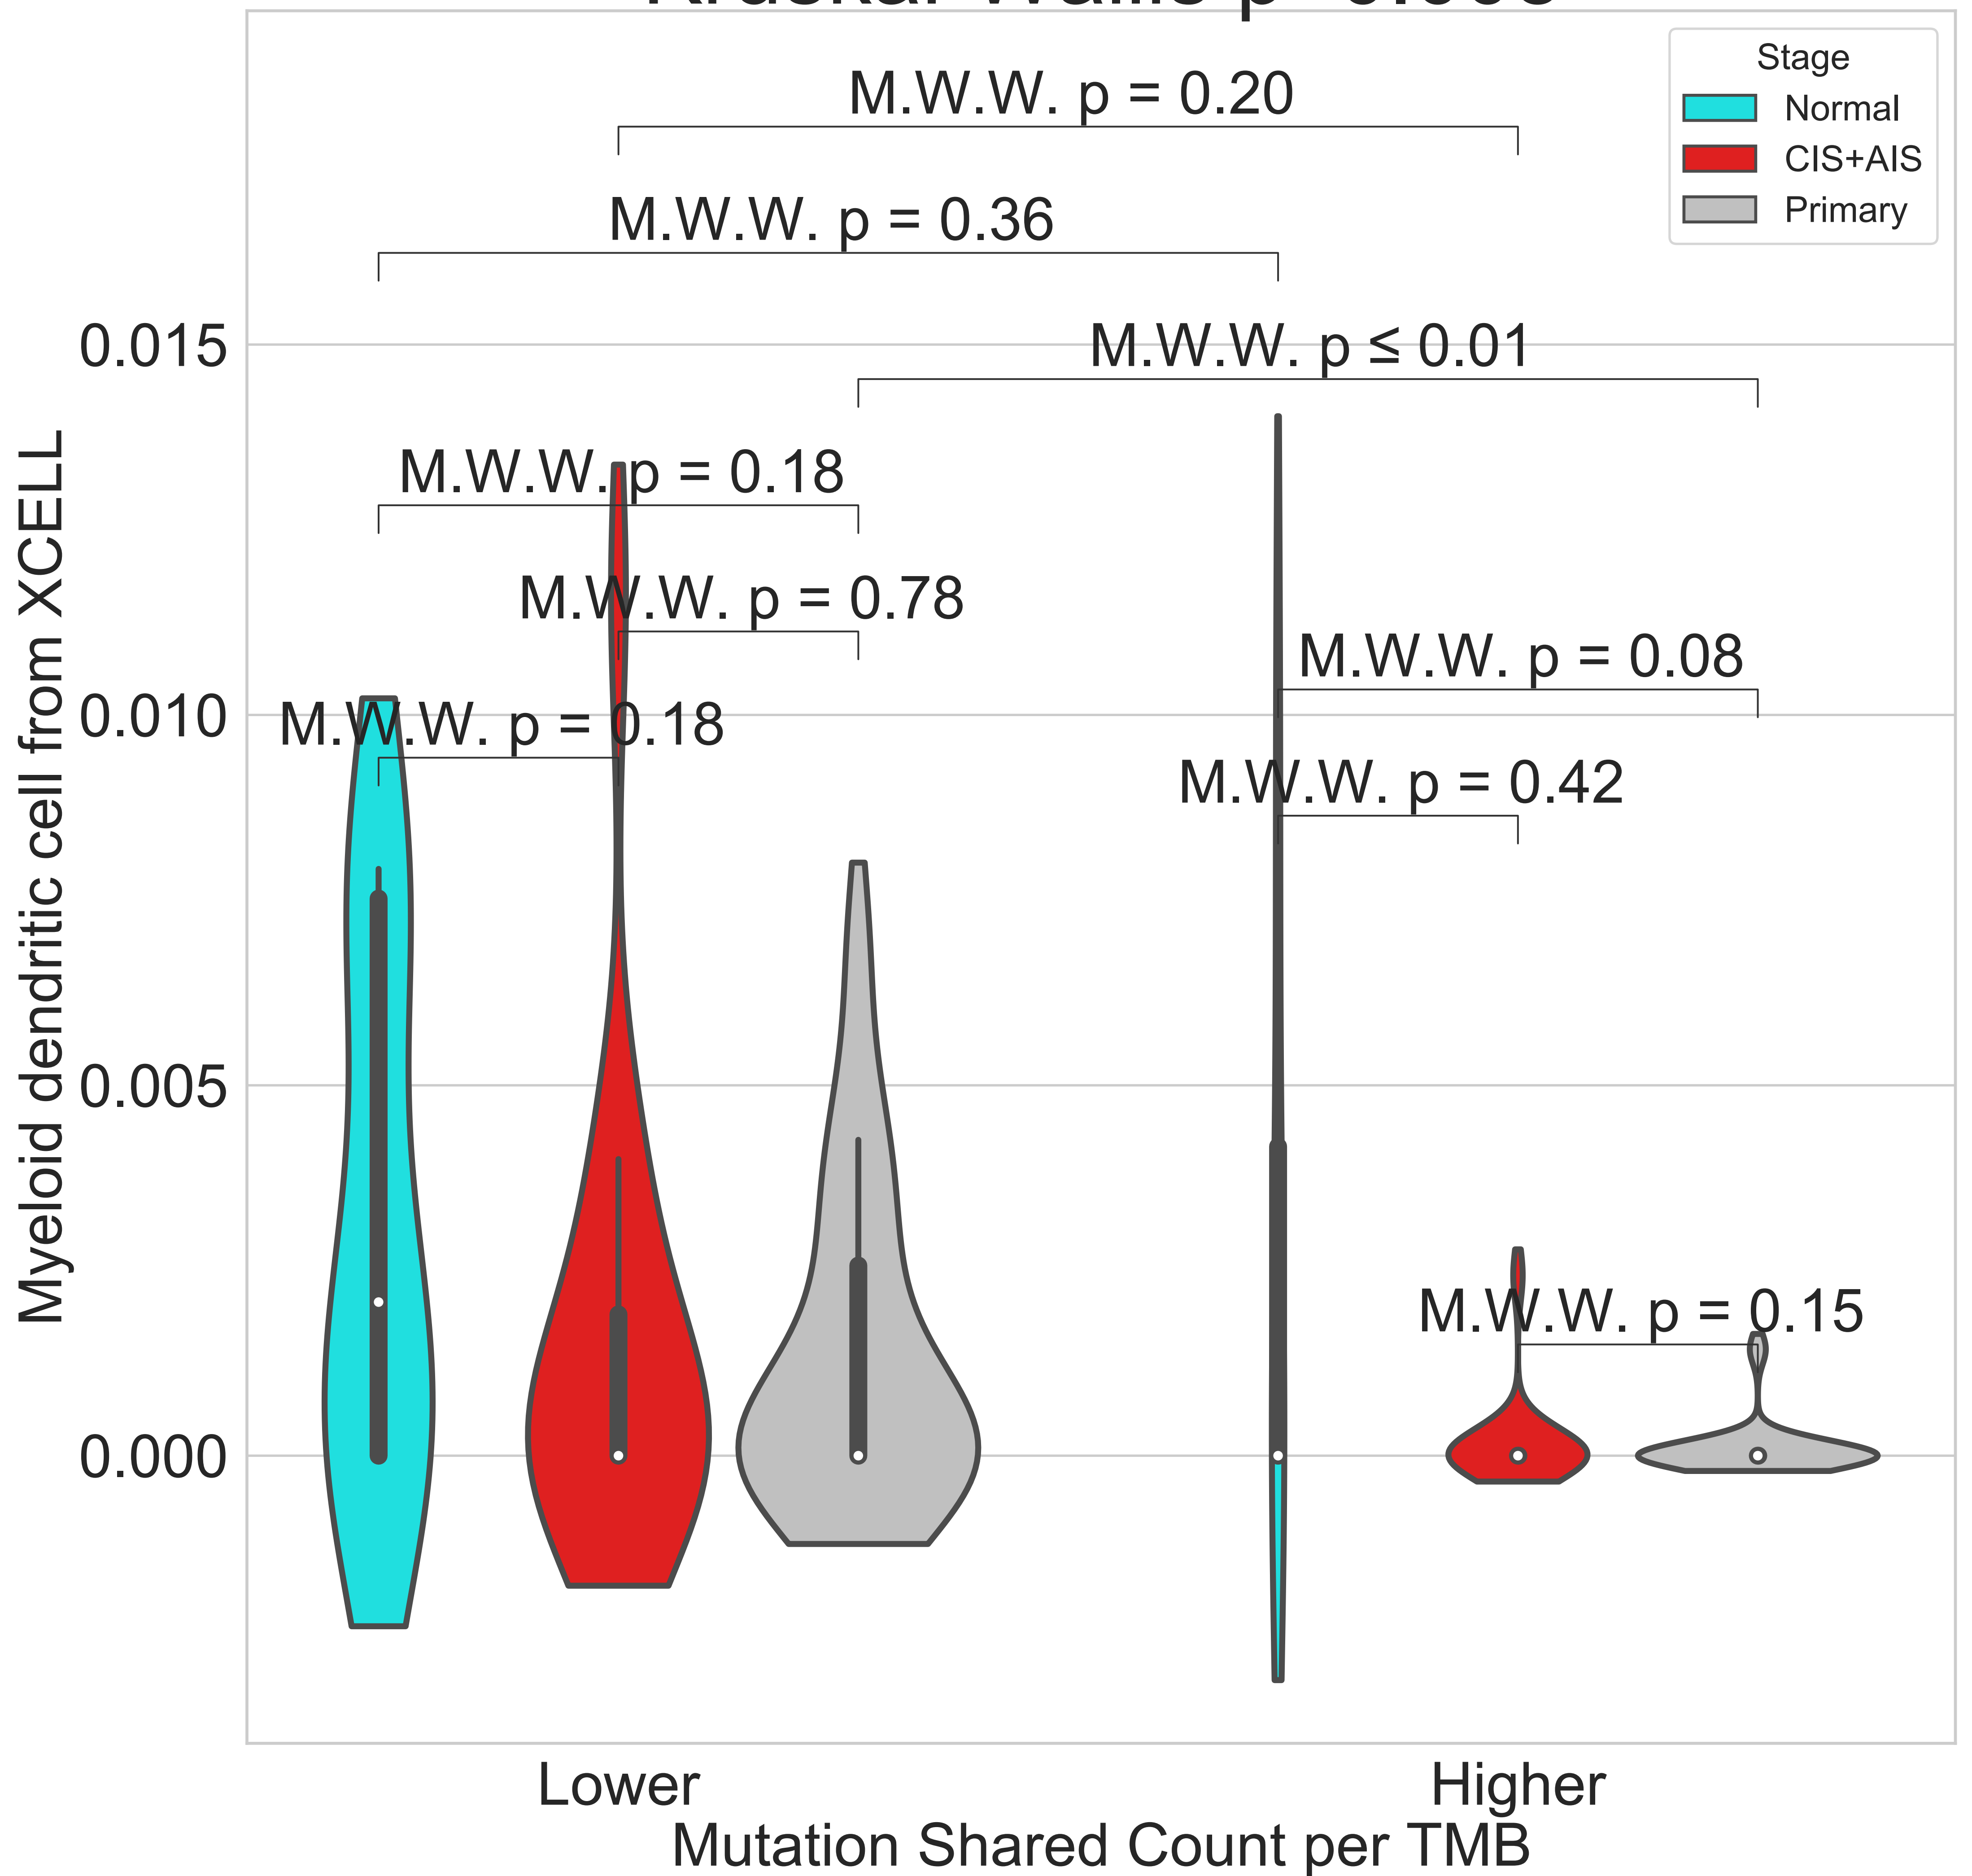 Stage
Normal
CIS+AIS
Primary
M.W.W. p = 0.20
M.W.W. p = 0.36
M.W.W. p ≤ 0.01
M.W.W. p = 0.18
M.W.W. p = 0.78
M.W.W. p = 0.08
M.W.W. p = 0.18
M.W.W. p = 0.42
M.W.W. p = 0.15
0.015
0.010
0.005
0.000
Myeloid dendritic cell from XCELL
Lower
Higher
Mutation Shared Count per TMB